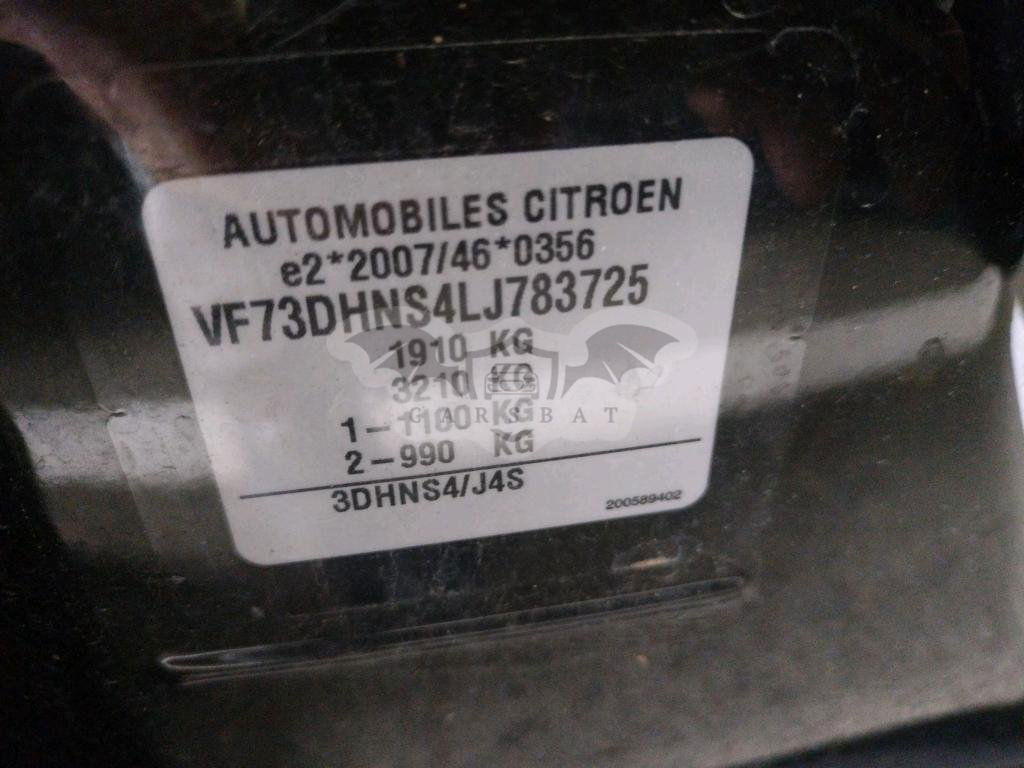 AUTOMOBILES CITROEN
e2*2007/46*0356
VF73DHNS4LJ783725
1910 KG
3210 KG
1-1100 KG
CARSBAT
2-990 KG
3DHNS4/J4S
200589402